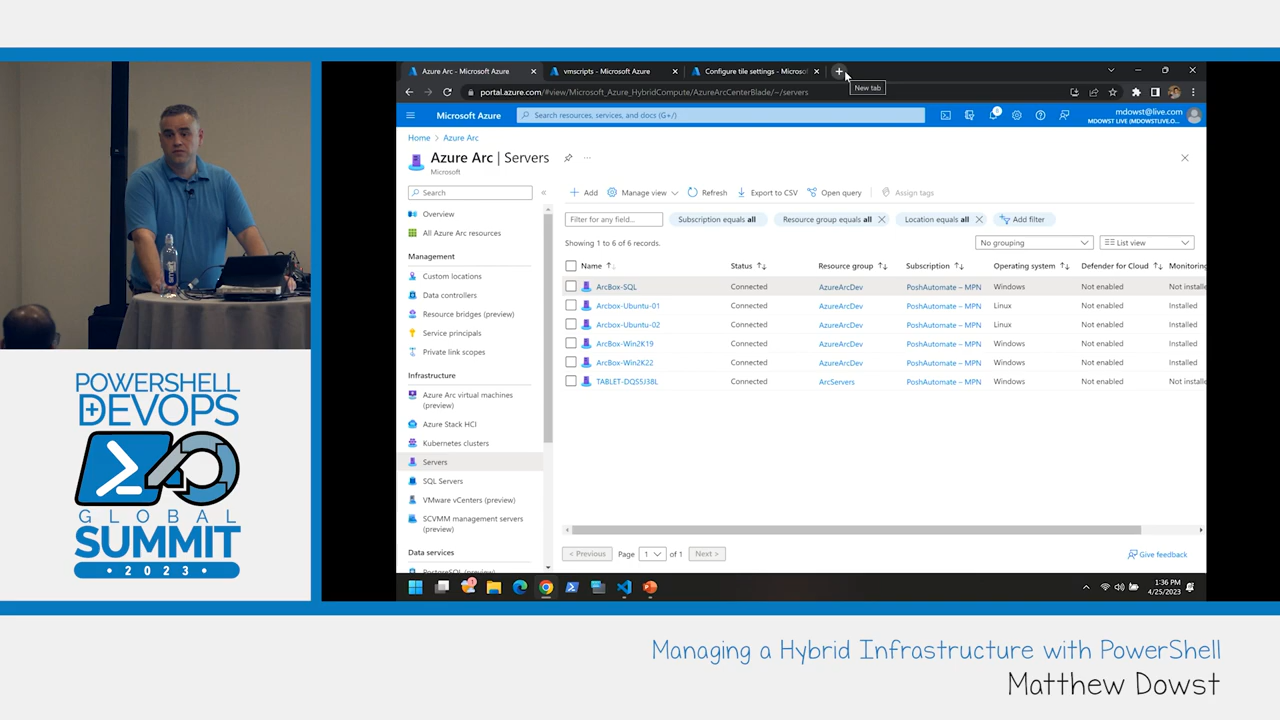 Azure Arc - Microsoft Azure
vmscripts - Microsoft Azure
Configure tile settings - Microsof
New tab
portal.azure.com/#view/Microsoft_Azure_HybridCompute/AzureArcCenterBlade/~/servers
Microsoft Azure
Search resources, services, and docs (G+/)
mdowst@live.com
MDOWST LIVE (MDOWSTLIVE.O...
Home > Azure Arc
Azure Arc | Servers
Microsoft
Search
Overview
All Azure Arc resources
Management
Custom locations
Data controllers
Resource bridges (preview)
Service principals
Private link scopes
Infrastructure
Azure Arc virtual machines
(preview)
Azure Stack HCI
Kubernetes clusters
Servers
SQL Servers
VMware vCenters (preview)
SCVMM management servers
(preview)
Data services
PostgreSQL (preview)
Add Manage view Refresh Export to CSV Open query Assign tags
Filter for any field... Subscription equals all Resource group equals all Location equals all Add filter
Showing 1 to 6 of 6 records. No grouping List view
Name Status Resource group Subscription Operating system Defender for Cloud Monitoring
ArcBox-SQL Connected AzureArcDev PoshAutomate – MPN Windows Not enabled Not install
Arcbox-Ubuntu-01 Connected AzureArcDev PoshAutomate – MPN Linux Not enabled Installed
ArcBox-Ubuntu-02 Connected AzureArcDev PoshAutomate – MPN Linux Not enabled Installed
ArcBox-Win2K19 Connected AzureArcDev PoshAutomate – MPN Windows Not enabled Installed
ArcBox-Win2K22 Connected AzureArcDev PoshAutomate – MPN Windows Not enabled Installed
TABLET-DQS5J38L Connected ArcServers PoshAutomate – MPN Windows Not enabled Not installe
< Previous Page 1 of 1 Next >
Give feedback
1:36 PM
4/25/2023
POWERSHELL
+DEVOPS
GLOBAL
SUMMIT
• 2023 •
Managing a Hybrid Infrastructure with PowerShell
Matthew Dowst